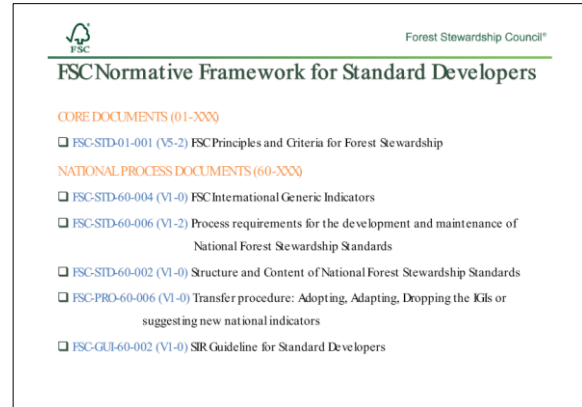 FSC
Forest Stewardship Council®
FSC Normative Framework for Standard Developers
CORE DOCUMENTS (01-XXX)
❑ FSC-STD-01-001 (V5-2) FSC Principles and Criteria for Forest Stewardship
NATIONAL PROCESS DOCUMENTS (60-XXX)
❑ FSC-STD-60-004 (V1-0) FSC International Generic Indicators
❑ FSC-STD-60-006 (V1-2) Process requirements for the development and maintenance of
National Forest Stewardship Standards
❑ FSC-STD-60-002 (V1-0) Structure and Content of National Forest Stewardship Standards
❑ FSC-PRO-60-006 (V1-0) Transfer procedure: Adopting, Adapting, Dropping the IGIs or
suggesting new national indicators
❑ FSC-GUI-60-002 (V1-0) SIR Guideline for Standard Developers